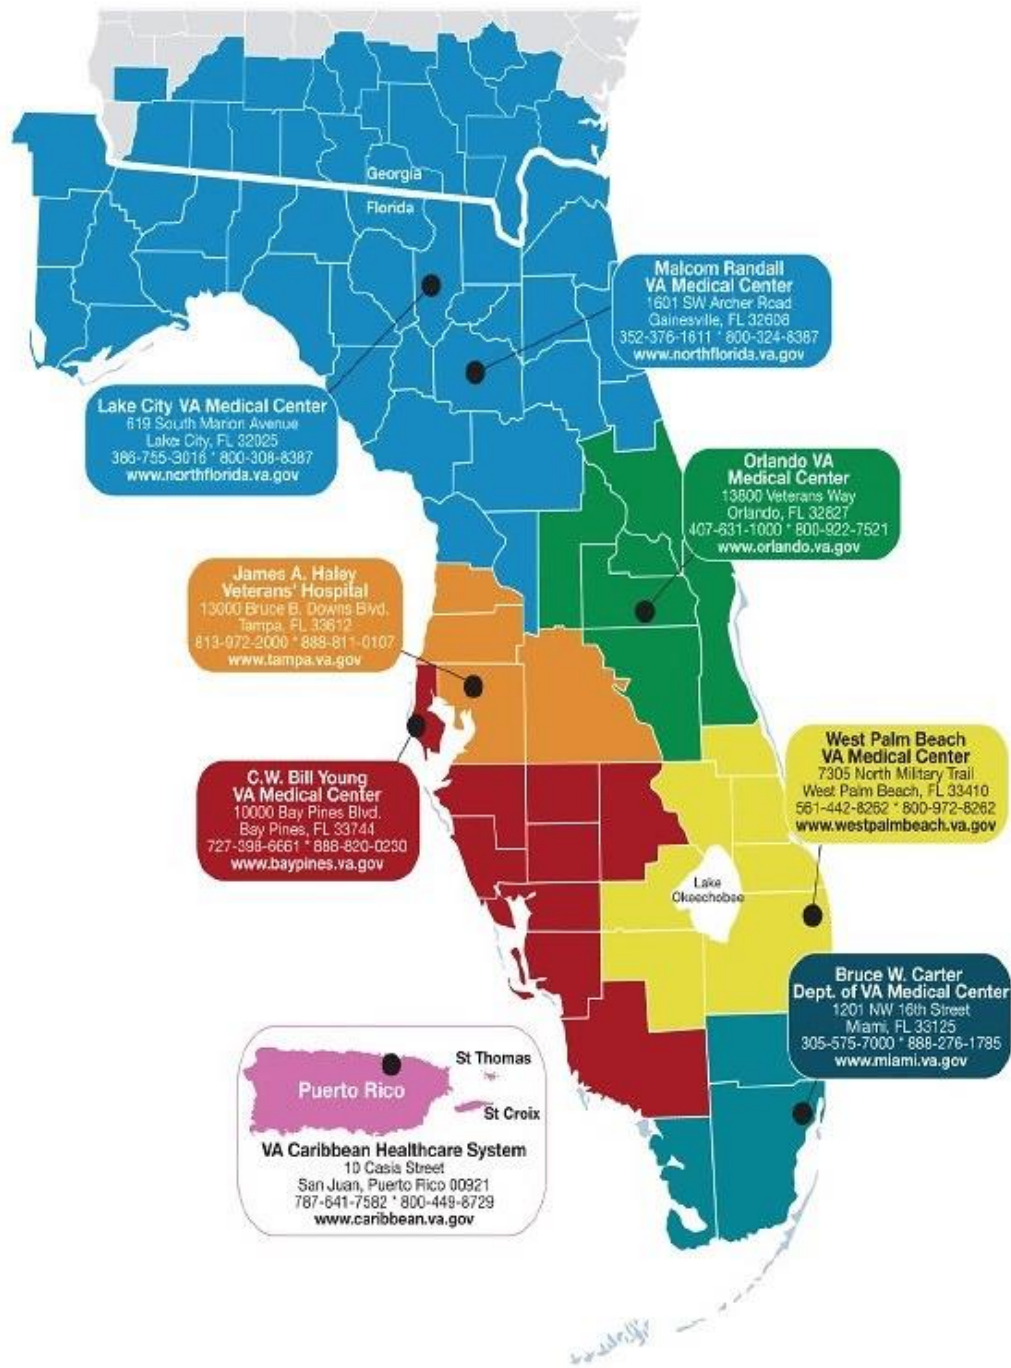 Georgia
Florida
Malcom Randall
VA Medical Center
1601 SW Archer Road
Gainesville, FL 32608
352-376-1611 * 800-324-8387
www.northflorida.va.gov
Lake City VA Medical Center
619 South Marion Avenue
Lake City, FL 32025
386-755-3016 * 800-308-8387
www.northflorida.va.gov
Orlando VA
Medical Center
13800 Veterans Way
Orlando, FL 32827
407-631-1000 * 800-922-7521
www.orlando.va.gov
James A. Haley
Veterans' Hospital
13000 Bruce B. Downs Blvd.
Tampa, FL 33612
813-972-2000 * 888-811-0107
www.tampa.va.gov
C.W. Bill Young
VA Medical Center
10000 Bay Pines Blvd.
Bay Pines, FL 33744
727-398-6661 * 888-820-0230
www.baypines.va.gov
West Palm Beach
VA Medical Center
7305 North Military Trail
West Palm Beach, FL 33410
561-442-8262 * 800-972-8262
www.westpalmbeach.va.gov
Lake
Okeechobee
Bruce W. Carter
Dept. of VA Medical Center
1201 NW 16th Street
Miami, FL 33125
305-575-7000 * 888-276-1785
www.miami.va.gov
St Thomas
Puerto Rico
St Croix
VA Caribbean Healthcare System
10 Casia Street
San Juan, Puerto Rico 00921
787-641-7582 * 800-449-8729
www.caribbean.va.gov